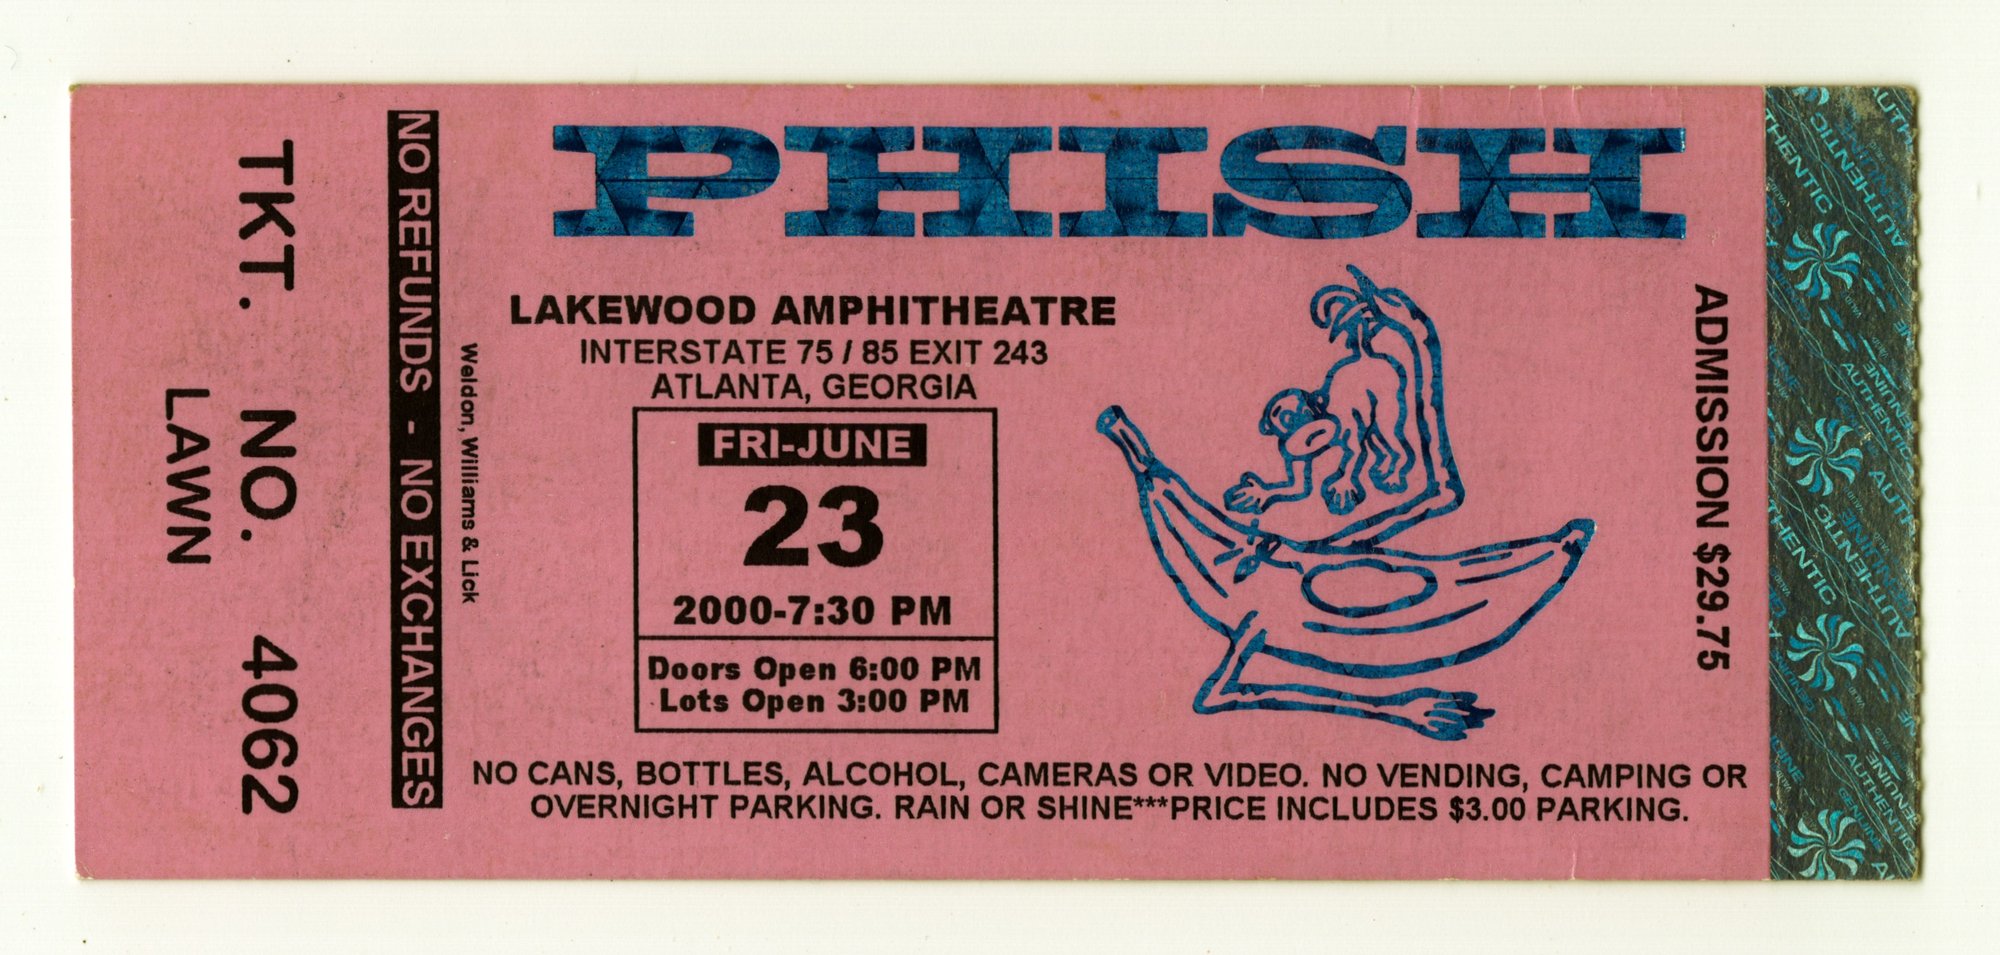 PHISH
LAKEWOOD AMPHITHEATRE
INTERSTATE 75 / 85 EXIT 243
ATLANTA, GEORGIA
FRI-JUNE
23
2000-7:30 PM
Doors Open 6:00 PM
Lots Open 3:00 PM
NO CANS, BOTTLES, ALCOHOL, CAMERAS OR VIDEO. NO VENDING, CAMPING OR
OVERNIGHT PARKING. RAIN OR SHINE***PRICE INCLUDES $3.00 PARKING.
ADMISSION $29.75
Weldon, Williams & Lick
NO REFUNDS - NO EXCHANGES
TKT. NO. 4062
LAWN
AUTHENTIC
GENUINE